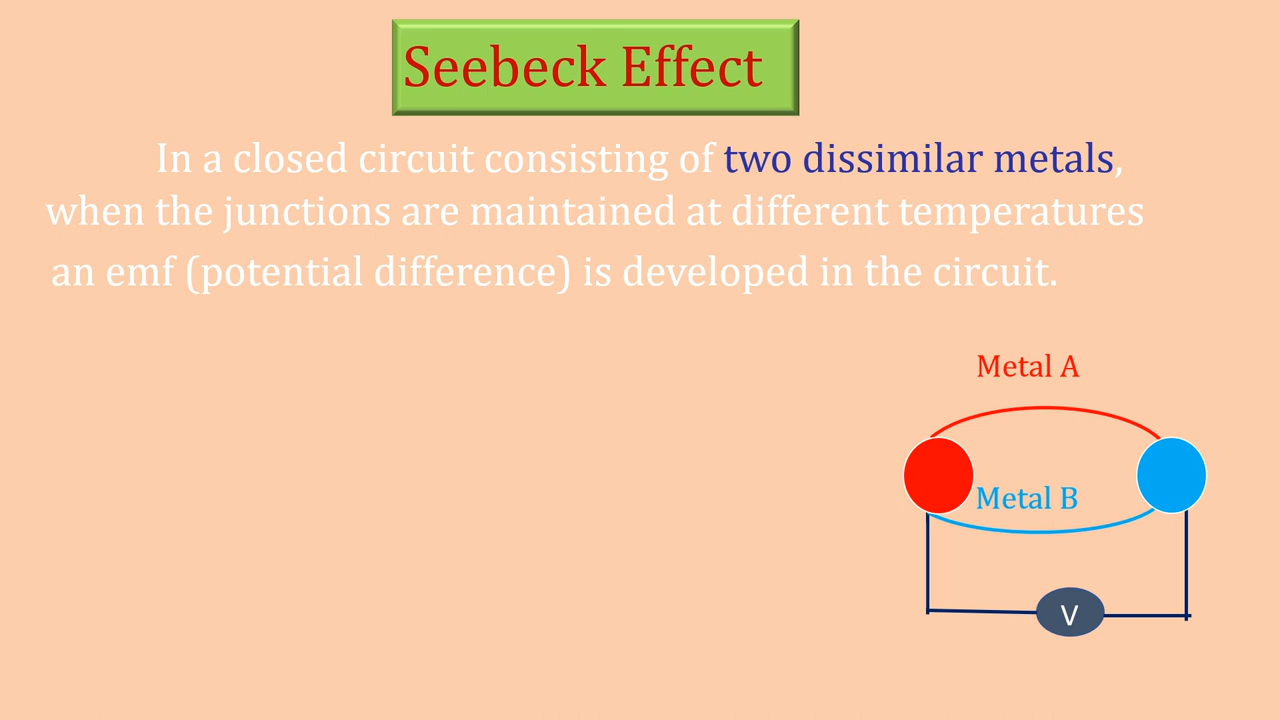 Seebeck Effect
In a closed circuit consisting of two dissimilar metals,
when the junctions are maintained at different temperatures
an emf (potential difference) is developed in the circuit.
Metal A
Metal B
V